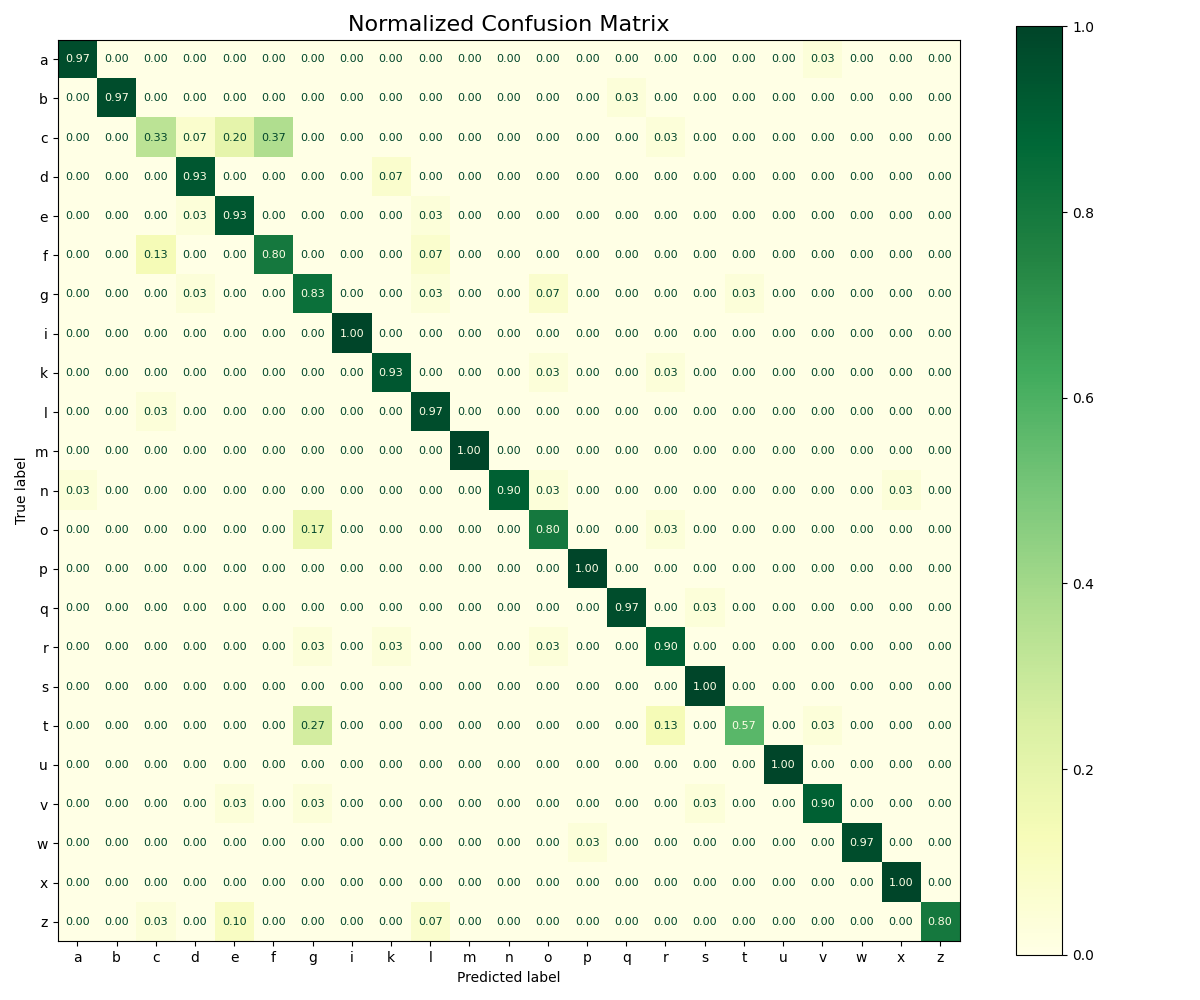 Normalized Confusion Matrix
a 0.97 0.00 0.00 0.00 0.00 0.00 0.00 0.00 0.00 0.00 0.00 0.00 0.00 0.00 0.00 0.00 0.00 0.00 0.00 0.03 0.00 0.00 0.00
b 0.00 0.97 0.00 0.00 0.00 0.00 0.00 0.00 0.00 0.00 0.00 0.00 0.00 0.00 0.03 0.00 0.00 0.00 0.00 0.00 0.00 0.00 0.00
c 0.00 0.00 0.33 0.07 0.20 0.37 0.00 0.00 0.00 0.00 0.00 0.00 0.00 0.00 0.00 0.03 0.00 0.00 0.00 0.00 0.00 0.00 0.00
d 0.00 0.00 0.00 0.93 0.00 0.00 0.00 0.00 0.07 0.00 0.00 0.00 0.00 0.00 0.00 0.00 0.00 0.00 0.00 0.00 0.00 0.00 0.00
e 0.00 0.00 0.00 0.03 0.93 0.00 0.00 0.00 0.00 0.03 0.00 0.00 0.00 0.00 0.00 0.00 0.00 0.00 0.00 0.00 0.00 0.00 0.00
f 0.00 0.00 0.13 0.00 0.00 0.80 0.00 0.00 0.00 0.07 0.00 0.00 0.00 0.00 0.00 0.00 0.00 0.00 0.00 0.00 0.00 0.00 0.00
g 0.00 0.00 0.00 0.03 0.00 0.00 0.83 0.00 0.00 0.03 0.00 0.00 0.07 0.00 0.00 0.00 0.00 0.03 0.00 0.00 0.00 0.00 0.00
i 0.00 0.00 0.00 0.00 0.00 0.00 0.00 1.00 0.00 0.00 0.00 0.00 0.00 0.00 0.00 0.00 0.00 0.00 0.00 0.00 0.00 0.00 0.00
k 0.00 0.00 0.00 0.00 0.00 0.00 0.00 0.00 0.93 0.00 0.00 0.00 0.03 0.00 0.00 0.03 0.00 0.00 0.00 0.00 0.00 0.00 0.00
l 0.00 0.00 0.03 0.00 0.00 0.00 0.00 0.00 0.00 0.97 0.00 0.00 0.00 0.00 0.00 0.00 0.00 0.00 0.00 0.00 0.00 0.00 0.00
m 0.00 0.00 0.00 0.00 0.00 0.00 0.00 0.00 0.00 0.00 1.00 0.00 0.00 0.00 0.00 0.00 0.00 0.00 0.00 0.00 0.00 0.00 0.00
n 0.03 0.00 0.00 0.00 0.00 0.00 0.00 0.00 0.00 0.00 0.00 0.90 0.03 0.00 0.00 0.00 0.00 0.00 0.00 0.00 0.00 0.03 0.00
o 0.00 0.00 0.00 0.00 0.00 0.00 0.17 0.00 0.00 0.00 0.00 0.00 0.80 0.00 0.00 0.03 0.00 0.00 0.00 0.00 0.00 0.00 0.00
p 0.00 0.00 0.00 0.00 0.00 0.00 0.00 0.00 0.00 0.00 0.00 0.00 0.00 1.00 0.00 0.00 0.00 0.00 0.00 0.00 0.00 0.00 0.00
q 0.00 0.00 0.00 0.00 0.00 0.00 0.00 0.00 0.00 0.00 0.00 0.00 0.00 0.00 0.97 0.00 0.03 0.00 0.00 0.00 0.00 0.00 0.00
r 0.00 0.00 0.00 0.00 0.00 0.00 0.03 0.00 0.03 0.00 0.00 0.00 0.03 0.00 0.00 0.90 0.00 0.00 0.00 0.00 0.00 0.00 0.00
s 0.00 0.00 0.00 0.00 0.00 0.00 0.00 0.00 0.00 0.00 0.00 0.00 0.00 0.00 0.00 0.00 1.00 0.00 0.00 0.00 0.00 0.00 0.00
t 0.00 0.00 0.00 0.00 0.00 0.00 0.27 0.00 0.00 0.00 0.00 0.00 0.00 0.00 0.00 0.13 0.00 0.57 0.00 0.03 0.00 0.00 0.00
u 0.00 0.00 0.00 0.00 0.00 0.00 0.00 0.00 0.00 0.00 0.00 0.00 0.00 0.00 0.00 0.00 0.00 0.00 1.00 0.00 0.00 0.00 0.00
v 0.00 0.00 0.00 0.00 0.03 0.00 0.03 0.00 0.00 0.00 0.00 0.00 0.00 0.00 0.00 0.00 0.03 0.00 0.00 0.90 0.00 0.00 0.00
w 0.00 0.00 0.00 0.00 0.00 0.00 0.00 0.00 0.00 0.00 0.00 0.00 0.00 0.03 0.00 0.00 0.00 0.00 0.00 0.00 0.97 0.00 0.00
x 0.00 0.00 0.00 0.00 0.00 0.00 0.00 0.00 0.00 0.00 0.00 0.00 0.00 0.00 0.00 0.00 0.00 0.00 0.00 0.00 0.00 1.00 0.00
z 0.00 0.00 0.03 0.00 0.10 0.00 0.00 0.00 0.00 0.07 0.00 0.00 0.00 0.00 0.00 0.00 0.00 0.00 0.00 0.00 0.00 0.00 0.80
a b c d e f g i k l m n o p q r s t u v w x z
Predicted label
True label
1.0
0.8
0.6
0.4
0.2
0.0